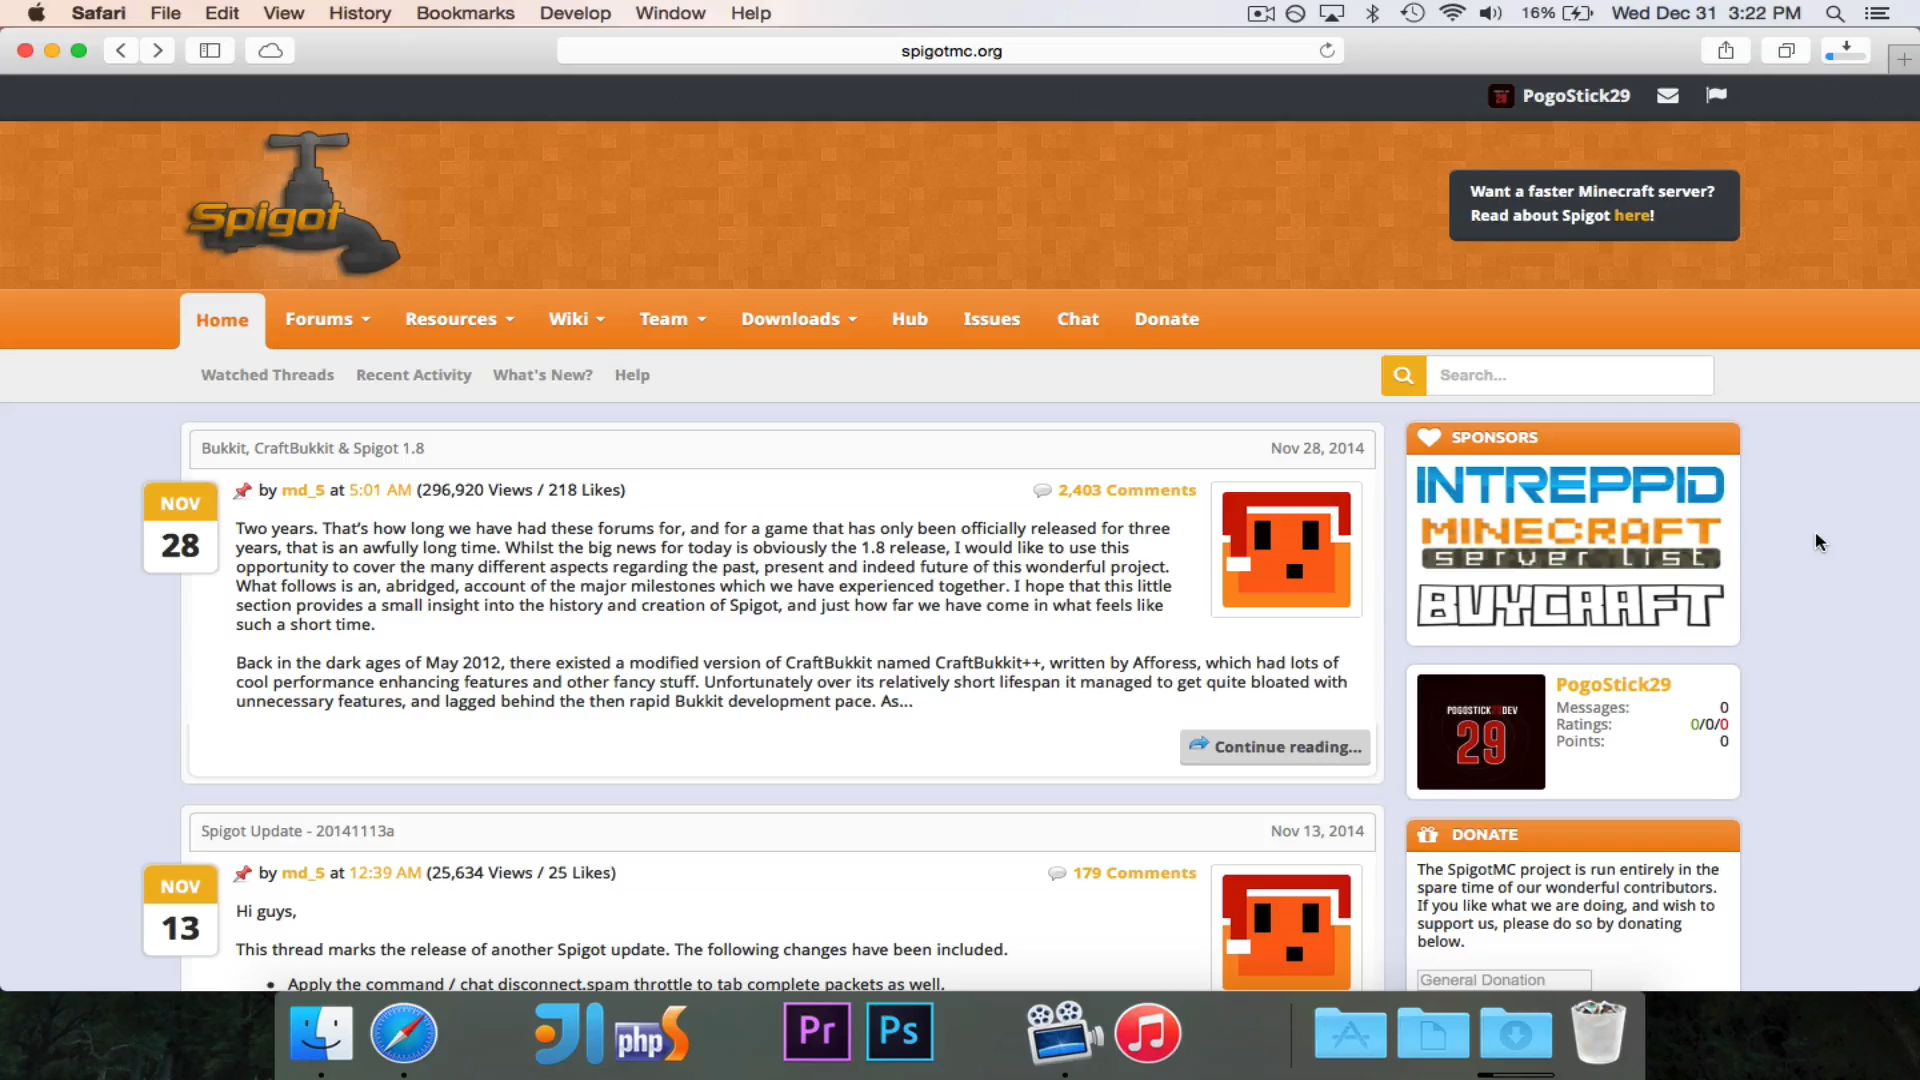 Safari File Edit View History Bookmarks Develop Window Help 16% Wed Dec 31 3:22 PM
spigotmc.org
PogoStick29
Spigot
Want a faster Minecraft server?
Read about Spigot here!
Home Forums Resources Wiki Team Downloads Hub Issues Chat Donate
Watched Threads Recent Activity What's New? Help Search...
Bukkit, CraftBukkit & Spigot 1.8 Nov 28, 2014
NOV
28
by md_5 at 5:01 AM (296,920 Views / 218 Likes) 2,403 Comments
Two years. That's how long we have had these forums for, and for a game that has only been officially released for three
years, that is an awfully long time. Whilst the big news for today is obviously the 1.8 release, I would like to use this
opportunity to cover the many different aspects regarding the past, present and indeed future of this wonderful project.
What follows is an, abridged, account of the major milestones which we have experienced together. I hope that this little
section provides a small insight into the history and creation of Spigot, and just how far we have come in what feels like
such a short time.
Back in the dark ages of May 2012, there existed a modified version of CraftBukkit named CraftBukkit++, written by Afforess, which had lots of
cool performance enhancing features and other fancy stuff. Unfortunately over its relatively short lifespan it managed to get quite bloated with
unnecessary features, and lagged behind the then rapid Bukkit development pace. As...
Continue reading...
Spigot Update - 20141113a Nov 13, 2014
NOV
13
by md_5 at 12:39 AM (25,634 Views / 25 Likes) 179 Comments
Hi guys,
This thread marks the release of another Spigot update. The following changes have been included.
• Apply the command / chat disconnect.spam throttle to tab complete packets as well.
SPONSORS
INTREPPID
MINECRAFT
server list
BUYCRAFT
POGOSTICK29DEV
29
PogoStick29
Messages: 0
Ratings: 0/0/0
Points: 0
DONATE
The SpigotMC project is run entirely in the
spare time of our wonderful contributors.
If you like what we are doing, and wish to
support us, please do so by donating
below.
General Donation
JI phpS Pr Ps